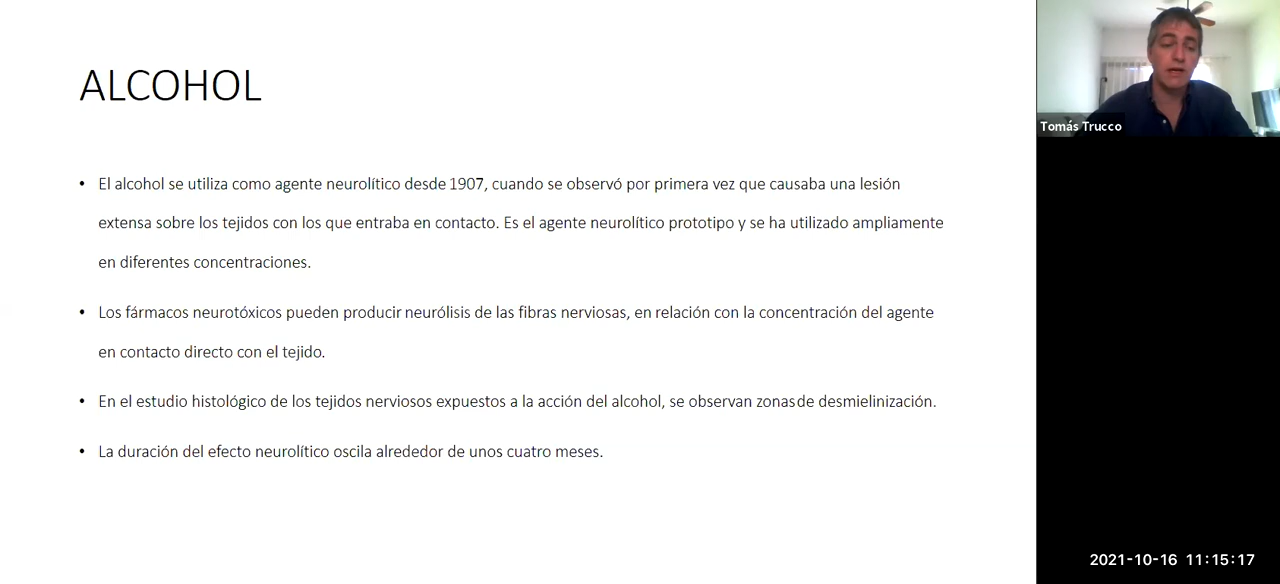 ALCOHOL
• El alcohol se utiliza como agente neurolítico desde 1907, cuando se observó por primera vez que causaba una lesión
extensa sobre los tejidos con los que entraba en contacto. Es el agente neurolítico prototipo y se ha utilizado ampliamente
en diferentes concentraciones.
• Los fármacos neurotóxicos pueden producir neurólisis de las fibras nerviosas, en relación con la concentración del agente
en contacto directo con el tejido.
• En el estudio histológico de los tejidos nerviosos expuestos a la acción del alcohol, se observan zonas de desmielinización.
• La duración del efecto neurolítico oscila alrededor de unos cuatro meses.
Tomás Trucco
2021-10-16 11:15:17